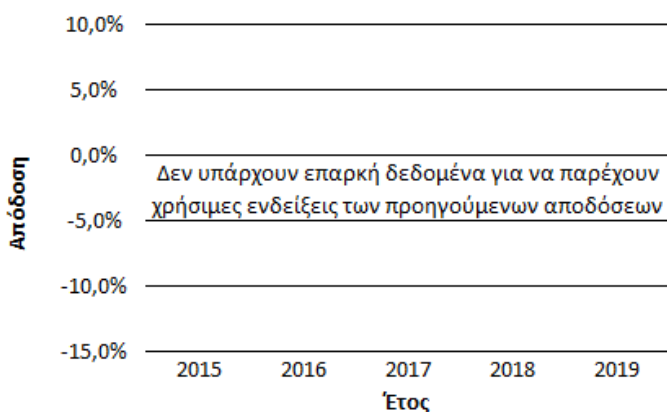 10,0%
5,0%
0,0%
Δεν υπάρχουν επαρκή δεδομένα για να παρέχουν
χρήσιμες ενδείξεις των προηγούμενων αποδόσεων
-5,0%
-10,0%
-15,0%
Απόδοση
2015 2016 2017 2018 2019
Έτος